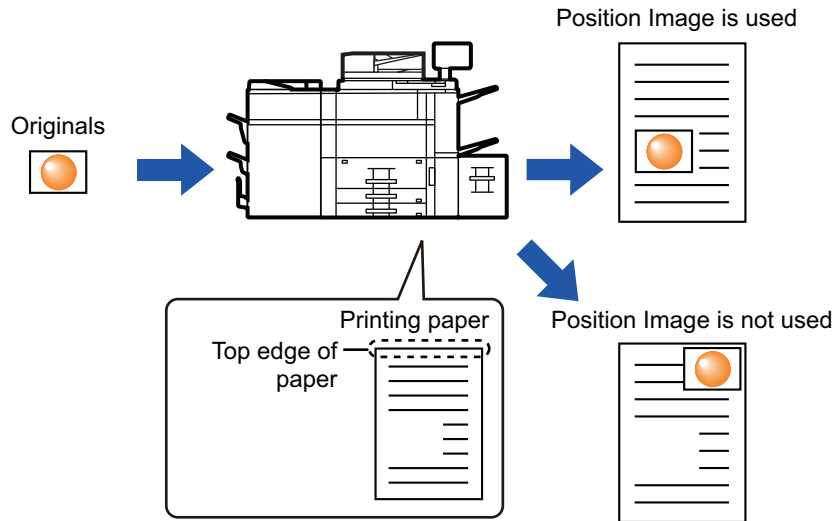 Position Image is used
Originals
Printing paper
Top edge of
paper
Position Image is not used